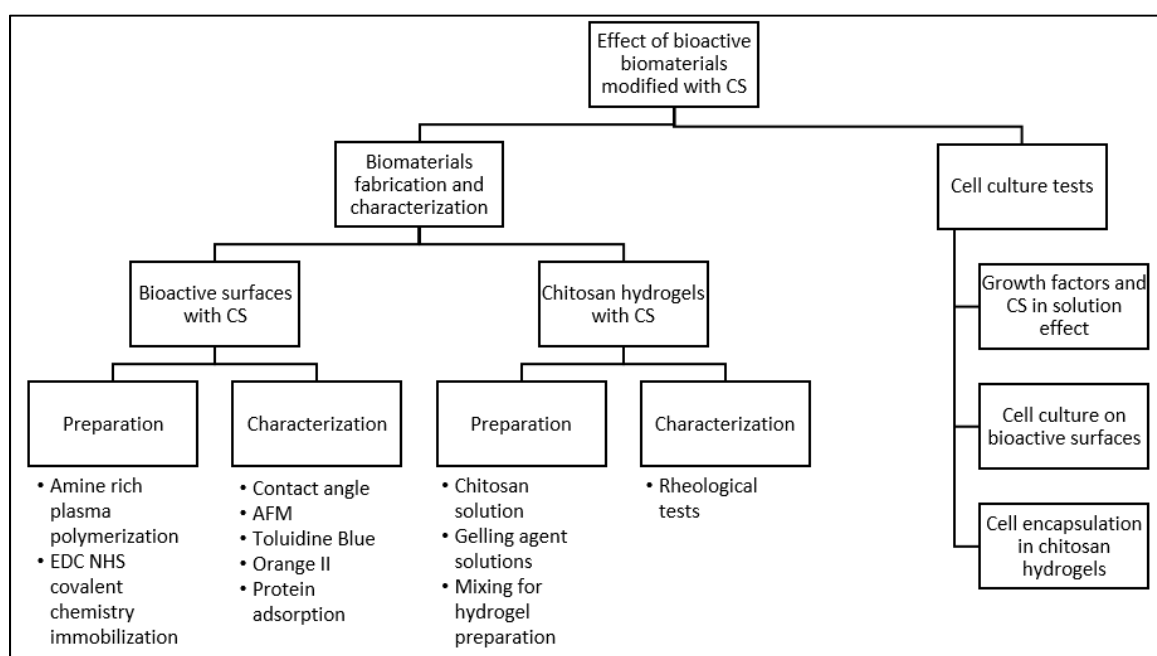 Effect of bioactive
biomaterials
modified with CS
Biomaterials
fabrication and
characterization
Cell culture tests
Bioactive surfaces
with CS
Chitosan hydrogels
with CS
Growth factors and
CS in solution
effect
Preparation
Characterization
Preparation
Characterization
Cell culture on
bioactive surfaces
Cell encapsulation
in chitosan
hydrogels
• Amine rich
plasma
polymerization
• EDC NHS
covalent
chemistry
immobilization
• Contact angle
• AFM
• Toluidine Blue
• Orange II
• Protein
adsorption
• Chitosan
solution
• Gelling agent
solutions
• Mixing for
hydrogel
preparation
• Rheological
tests